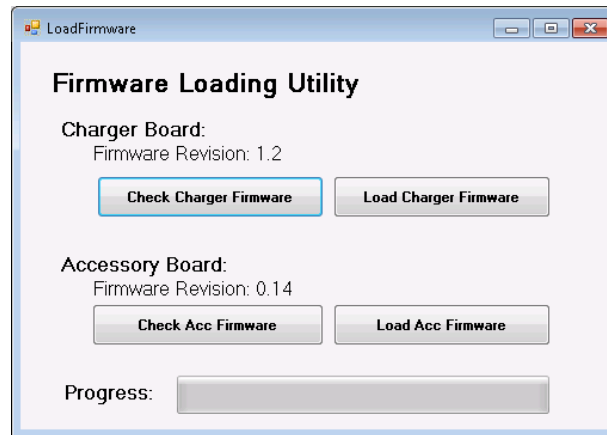 LoadFirmware
Firmware Loading Utility
Charger Board:
Firmware Revision: 1.2
Check Charger Firmware
Load Charger Firmware
Accessory Board:
Firmware Revision: 0.14
Check Acc Firmware
Load Acc Firmware
Progress: